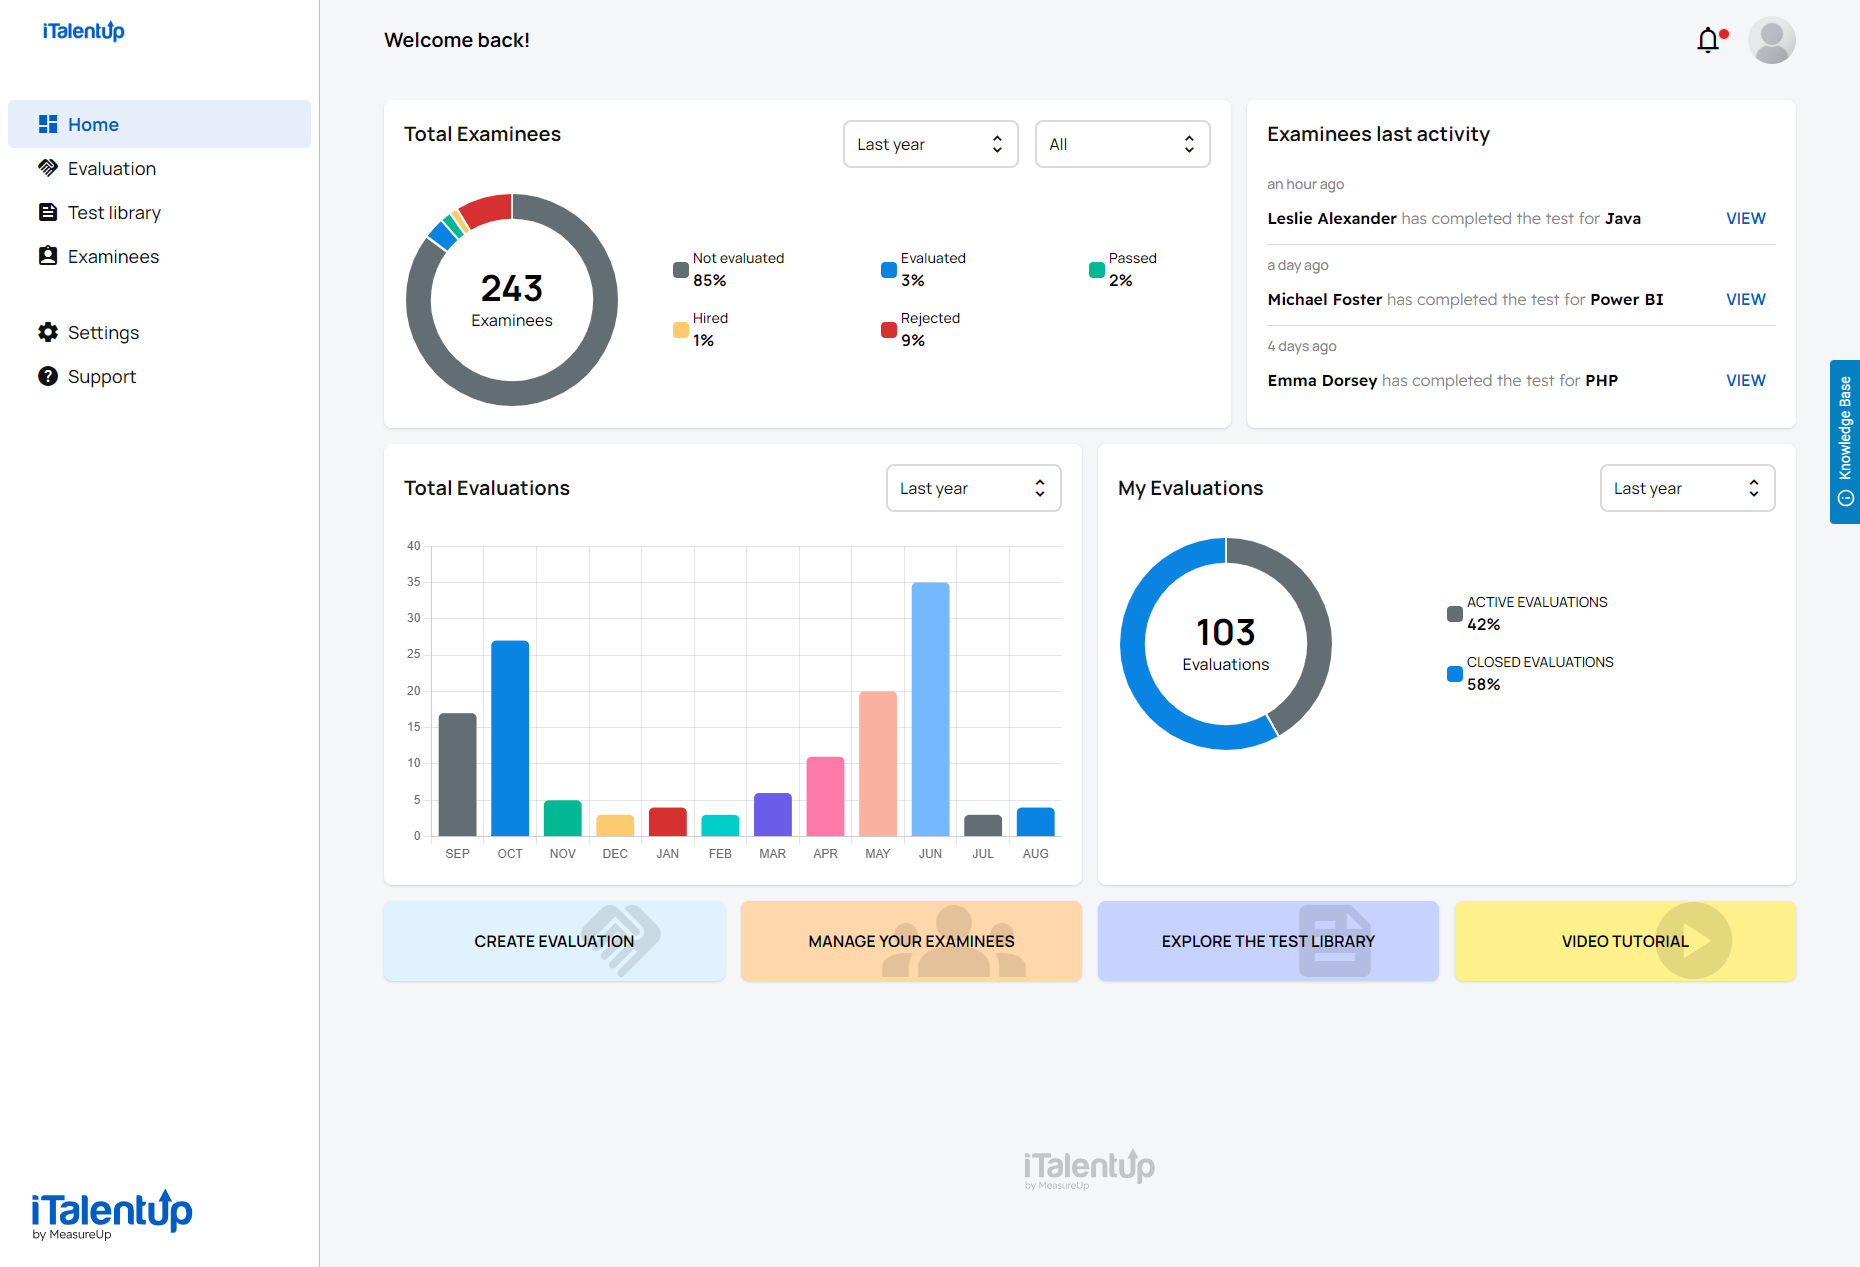 iTalentUp
Home
Evaluation
Test library
Examinees
Settings
Support
iTalentUp
by MeasureUp
Welcome back!
Total Examinees
Last year
All
243
Examinees
Not evaluated
85%
Evaluated
3%
Passed
2%
Hired
1%
Rejected
9%
Examinees last activity
an hour ago
Leslie Alexander has completed the test for Java VIEW
a day ago
Michael Foster has completed the test for Power BI VIEW
4 days ago
Emma Dorsey has completed the test for PHP VIEW
Knowledge Base
Total Evaluations
Last year
40
35
30
25
20
15
10
5
0
SEP OCT NOV DEC JAN FEB MAR APR MAY JUN JUL AUG
My Evaluations
Last year
103
Evaluations
ACTIVE EVALUATIONS
42%
CLOSED EVALUATIONS
58%
CREATE EVALUATION
MANAGE YOUR EXAMINEES
EXPLORE THE TEST LIBRARY
VIDEO TUTORIAL
iTalentUp
by MeasureUp